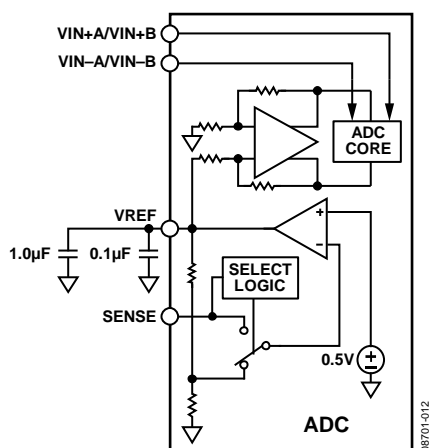 VIN+A/VIN+B
VIN–A/VIN–B
ADC
CORE
VREF
+
–
1.0µF
0.1µF
SELECT
LOGIC
SENSE
0.5V
+
–
ADC
08701-012